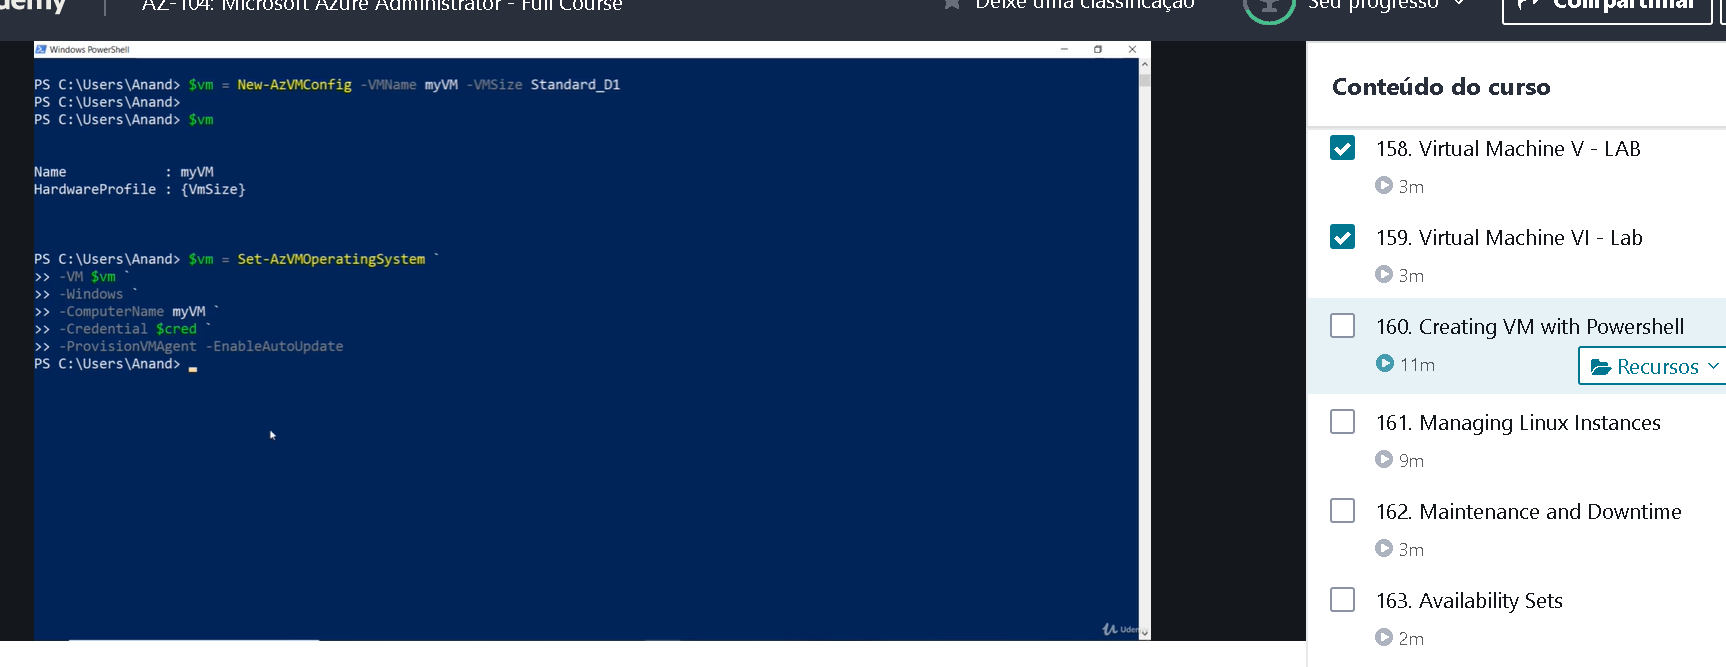 AZ-104: Microsoft Azure Administrator - Full Course
Deixe uma classificação
Seu progresso
Compartilhar
Windows PowerShell
PS C:\Users\Anand> $vm = New-AzVMConfig -VMName myVM -VMSize Standard_D1
PS C:\Users\Anand>
PS C:\Users\Anand> $vm
Name : myVM
HardwareProfile : {VmSize}
PS C:\Users\Anand> $vm = Set-AzVMOperatingSystem `
>> -VM $vm `
>> -Windows `
>> -ComputerName myVM `
>> -Credential $cred `
>> -ProvisionVMAgent -EnableAutoUpdate
PS C:\Users\Anand>
Conteúdo do curso
158. Virtual Machine V - LAB
3m
159. Virtual Machine VI - Lab
3m
160. Creating VM with Powershell
11m
Recursos
161. Managing Linux Instances
9m
162. Maintenance and Downtime
3m
163. Availability Sets
2m